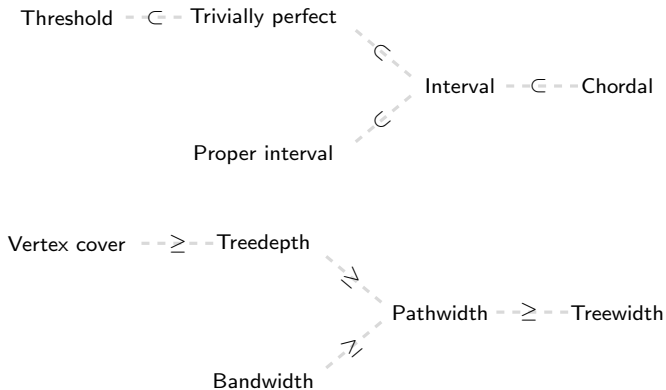 Threshold ⊂ Trivially perfect
⊂
Interval ⊂ Chordal
⊂
Proper interval
Vertex cover ≥ Treedepth
≥
Pathwidth ≥ Treewidth
≥
Bandwidth